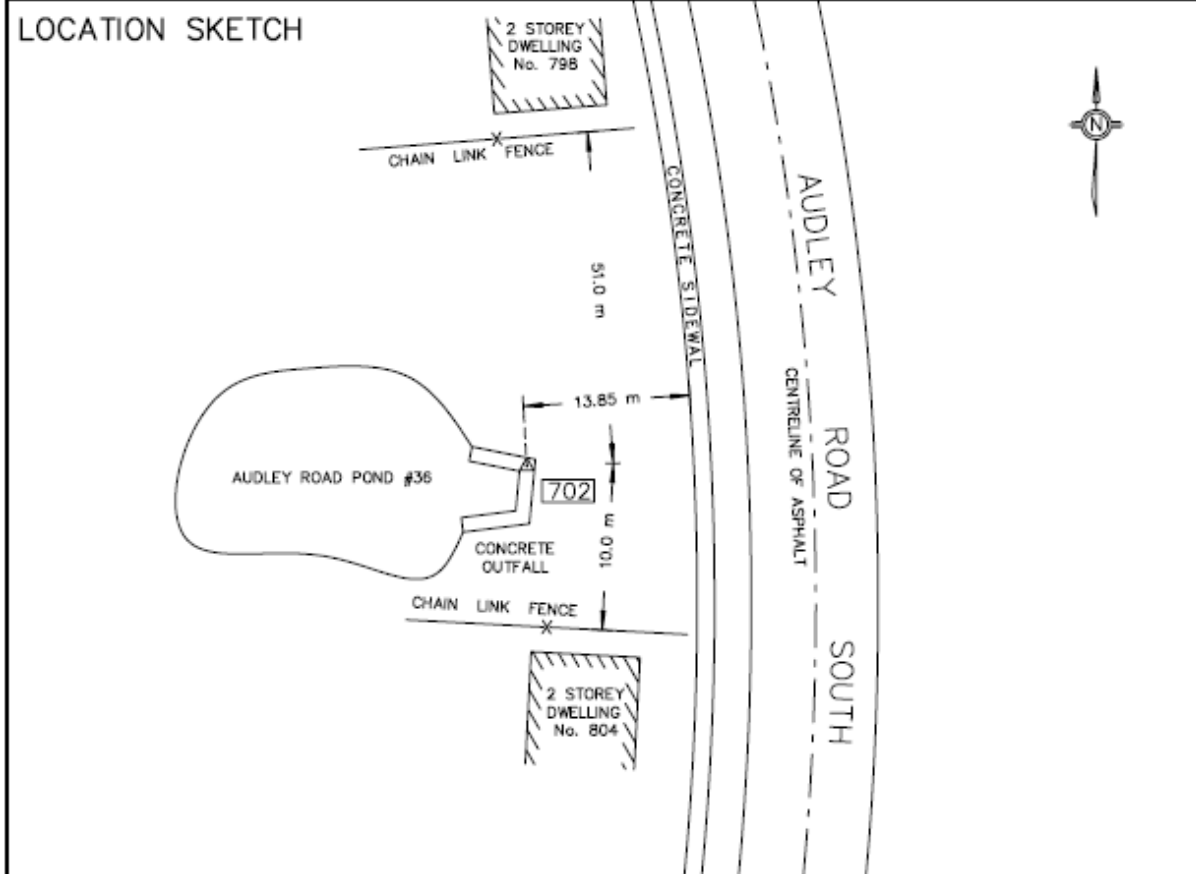 LOCATION SKETCH
2 STOREY
DWELLING
No. 798
N
CHAIN LINK FENCE
CONCRETE SIDEWAL
AUDLEY ROAD SOUTH
51.0 m
CENTRELINE OF ASPHALT
13.85 m
AUDLEY ROAD POND #36
702
10.0 m
CONCRETE
OUTFALL
CHAIN LINK FENCE
2 STOREY
DWELLING
No. 804